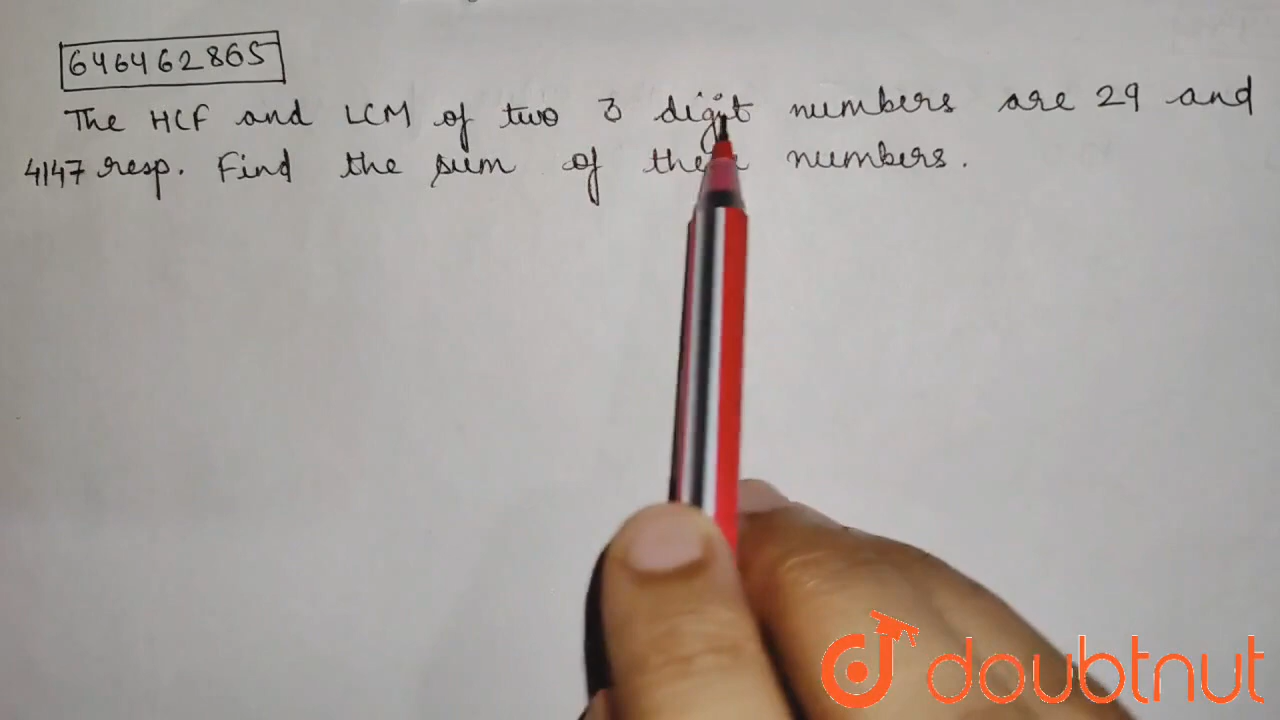 646462865
The HCF and LCM of two 3 digit numbers are 29 and
4147 resp. Find the sum of numbers.
doubtnut